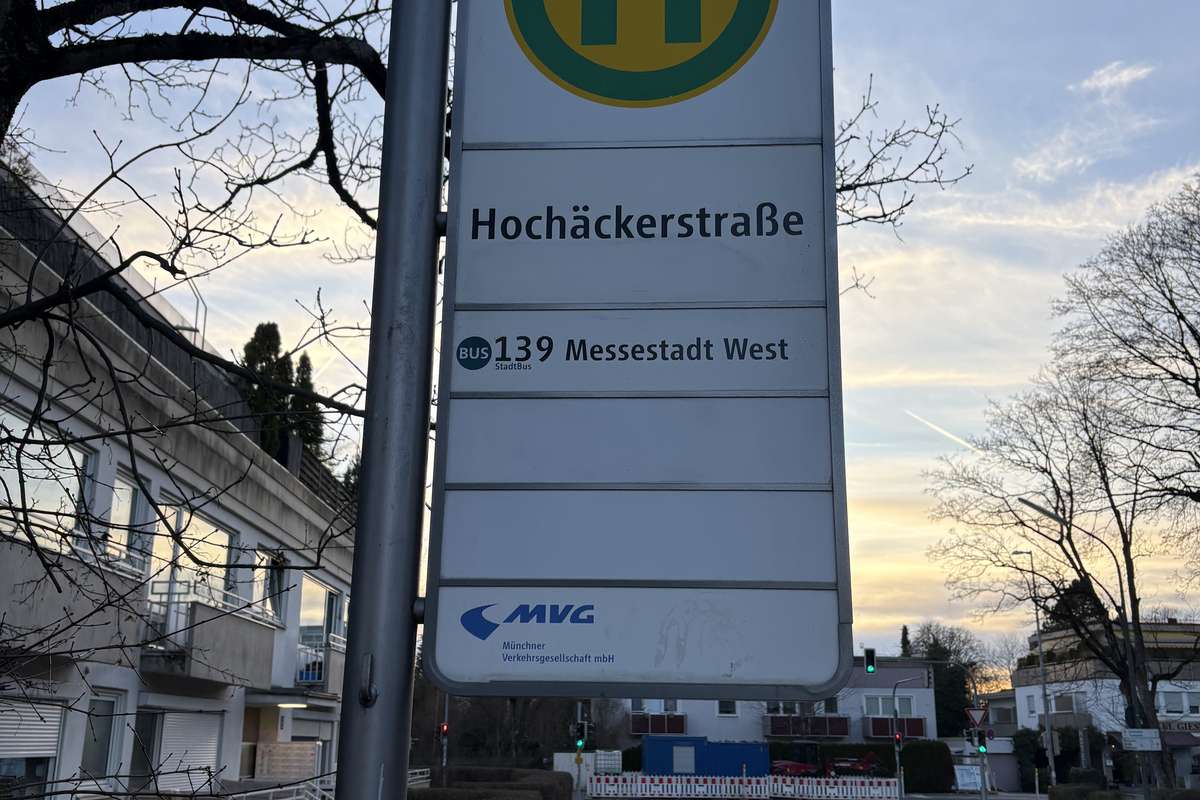 H
Hochäckerstraße
BUS 139 Messestadt West
StadtBus
MVG
Münchner
Verkehrsgesellschaft mbH